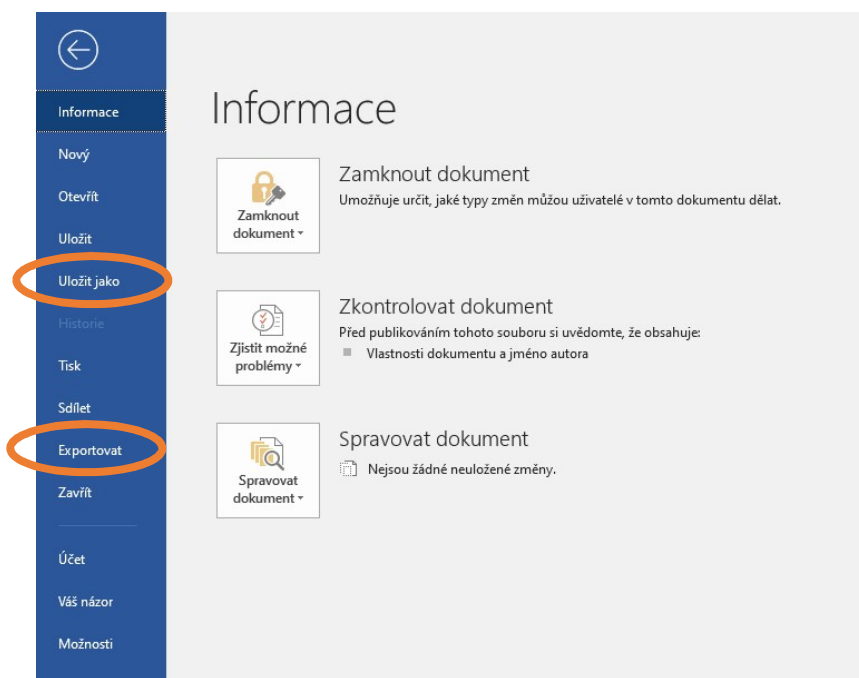 Informace
Nový
Otevřít
Uložit
Uložit jako
Historie
Tisk
Sdílet
Exportovat
Zavřít
Účet
Váš názor
Možnosti
Informace
Zamknout
dokument
Zamknout dokument
Umožňuje určit, jaké typy změn můžou uživatelé v tomto dokumentu dělat.
Zjistit možné
problémy
Zkontrolovat dokument
Před publikováním tohoto souboru si uvědomte, že obsahuje:
Vlastnosti dokumentu a jméno autora
Spravovat
dokument
Spravovat dokument
Nejsou žádné neuložené změny.